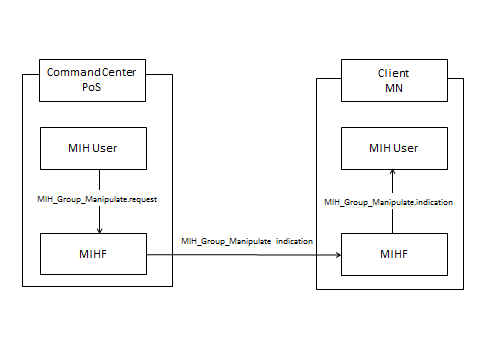 CommandCenter
PoS
Client
MN
MIH User
MIH User
MIH_Group_Manipulate.request
MIH_Group_Manipulate.indication
MIH_Group_Manipulate indication
MIHF
MIHF